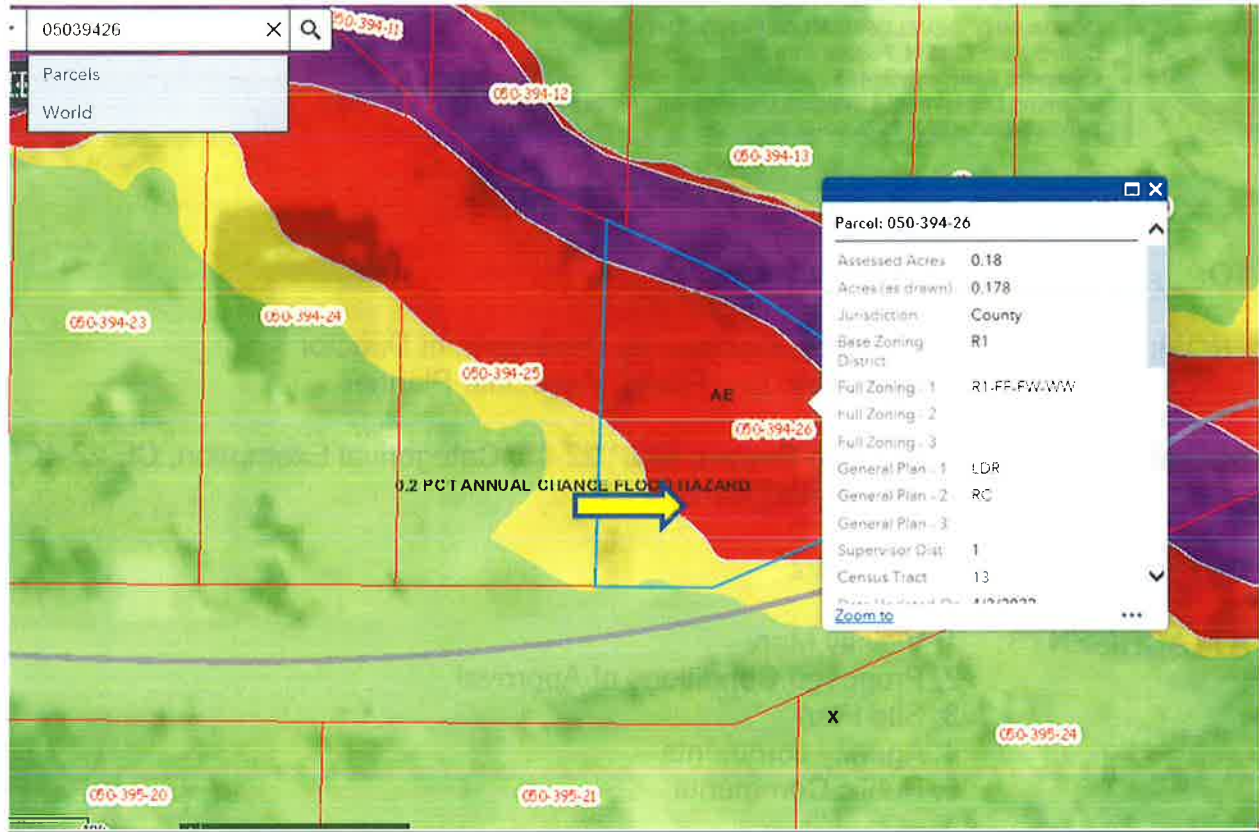 05039426
Parcels
World
050-394-11
050-394-12
050-394-13
Parcel: 050-394-26
Assessed Acres 0.18
Acres (as drawn) 0.178
Jurisdiction County
Base Zoning District R1
Full Zoning - 1 R1-FF-FW-WW
Full Zoning - 2
Full Zoning - 3
General Plan - 1 LDR
General Plan - 2 RC
General Plan - 3
Supervisor Dist 1
Census Tract 13
Zoom to
050-394-23
050-394-24
050-394-25
AE
050-394-26
0.2 PCT ANNUAL CHANCE FLOOD HAZARD
X
050-395-24
050-395-20
050-395-21